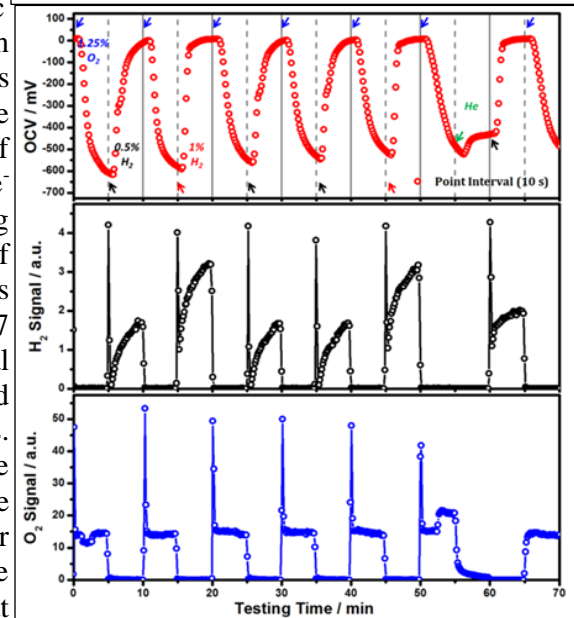 c
n
s
e
f
e-
g
f
s
7
l
d
s.
e
e
r
e
t
OCV / mV
100
0
-100
-200
-300
-400
-500
-600
-700
0.25%
O2
0.5%
H2
1%
H2
He
Point Interval (10 s)
H2 Signal / a.u.
4
3
2
1
0
O2 Signal / a.u.
50
40
30
20
10
0
0 10 20 30 40 50 60 70
Testing Time / min